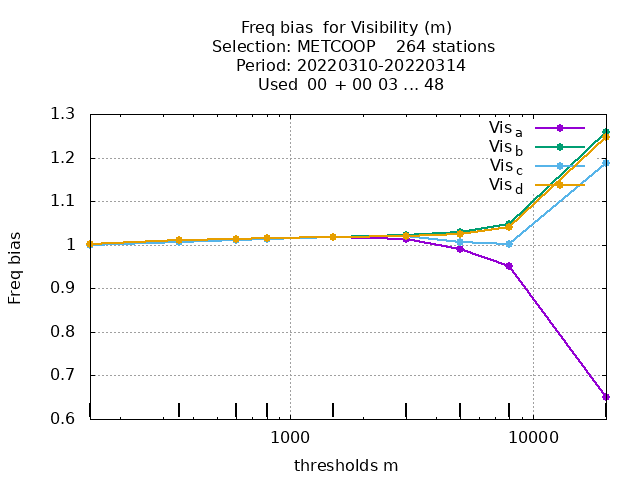 Freq bias for Visibility (m)
Selection: METCOOP 264 stations
Period: 20220310-20220314
Used 00 + 00 03 ... 48
1.3
1.2
1.1
1
0.9
0.8
0.7
0.6
Freq bias
Vis a
Vis b
Vis c
Vis d
1000
10000
thresholds m